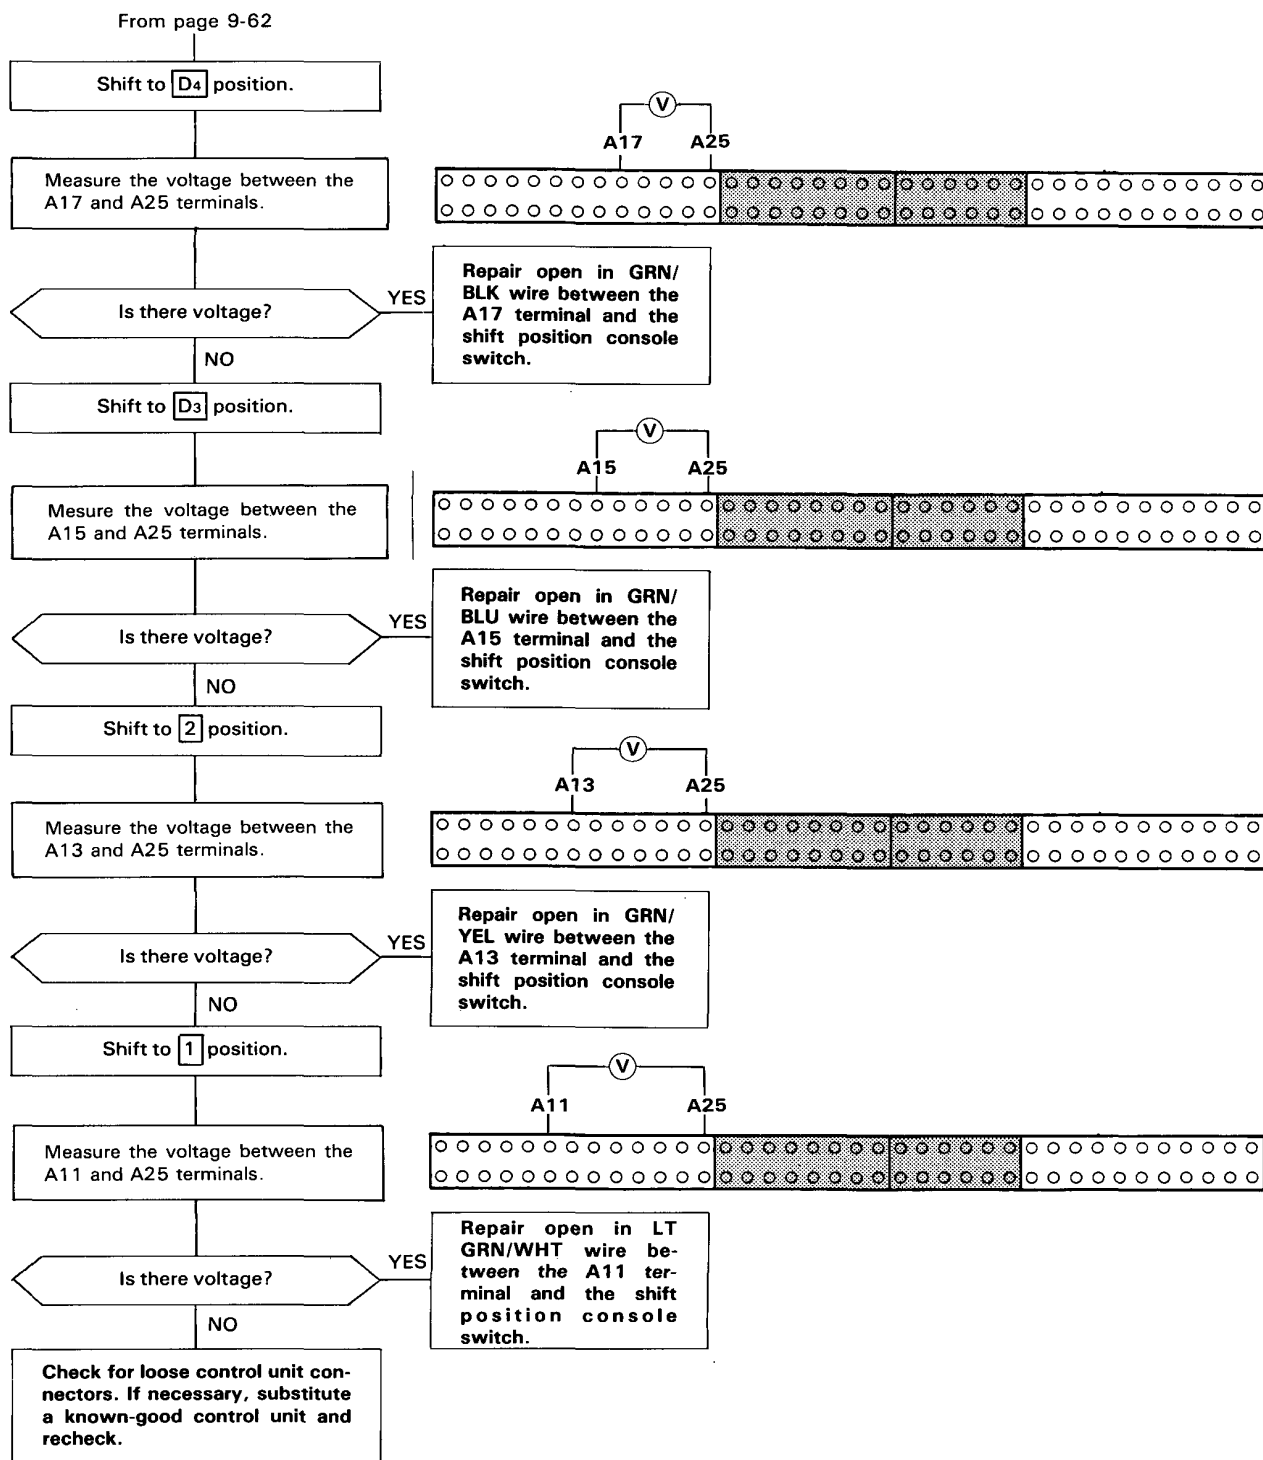 From page 9-62
Shift to D4 position.
Measure the voltage between the
A17 and A25 terminals.
V
A17 A25
Is there voltage?
YES
Repair open in GRN/
BLK wire between the
A17 terminal and the
shift position console
switch.
NO
Shift to D3 position.
Mesure the voltage between the
A15 and A25 terminals.
V
A15 A25
Is there voltage?
YES
Repair open in GRN/
BLU wire between the
A15 terminal and the
shift position console
switch.
NO
Shift to 2 position.
Measure the voltage between the
A13 and A25 terminals.
V
A13 A25
Is there voltage?
YES
Repair open in GRN/
YEL wire between the
A13 terminal and the
shift position console
switch.
NO
Shift to 1 position.
Measure the voltage between the
A11 and A25 terminals.
V
A11 A25
Is there voltage?
YES
Repair open in LT
GRN/WHT wire be-
tween the A11 ter-
minal and the shift
position console
switch.
NO
Check for loose control unit con-
nectors. If necessary, substitute
a known-good control unit and
recheck.